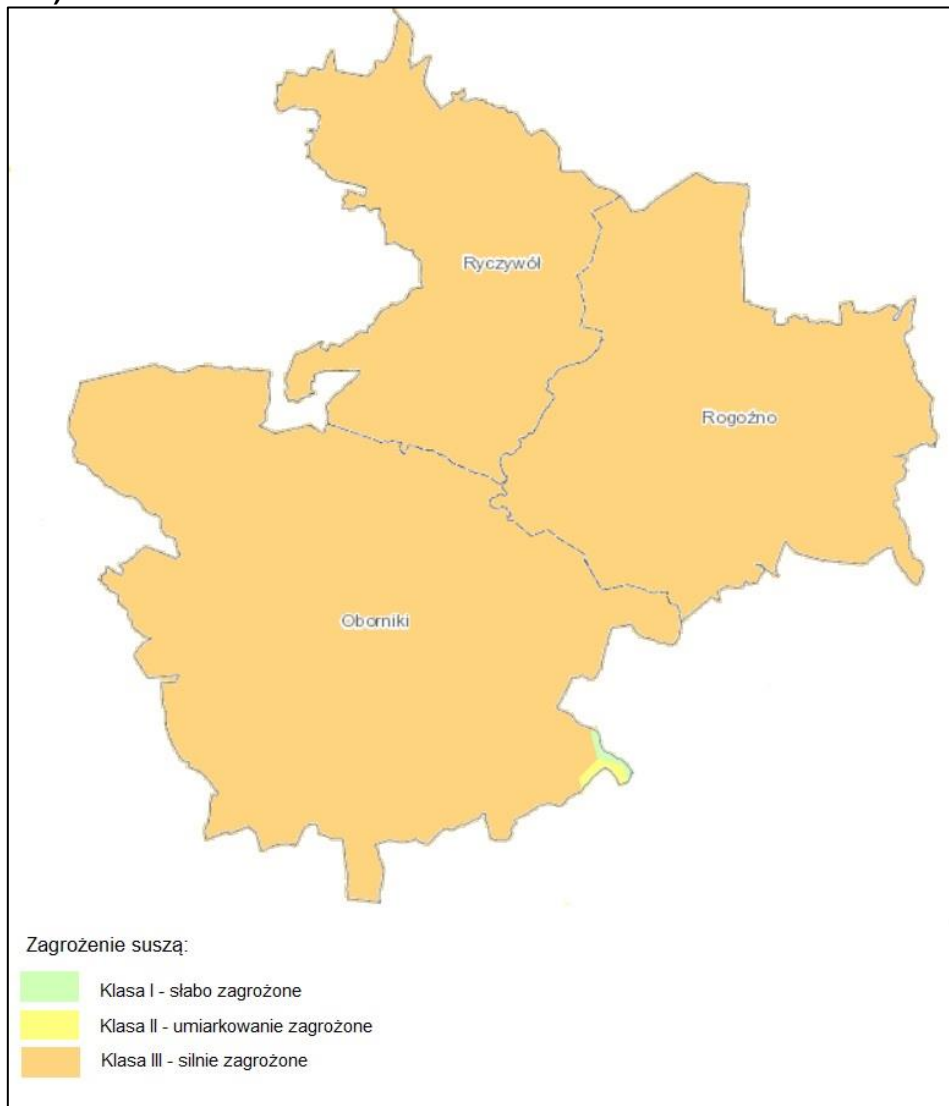 Ryczywół
Rogoźno
Oborniki
Zagrożenie suszą:
Klasa I - słabo zagrożone
Klasa II - umiarkowanie zagrożone
Klasa III - silnie zagrożone